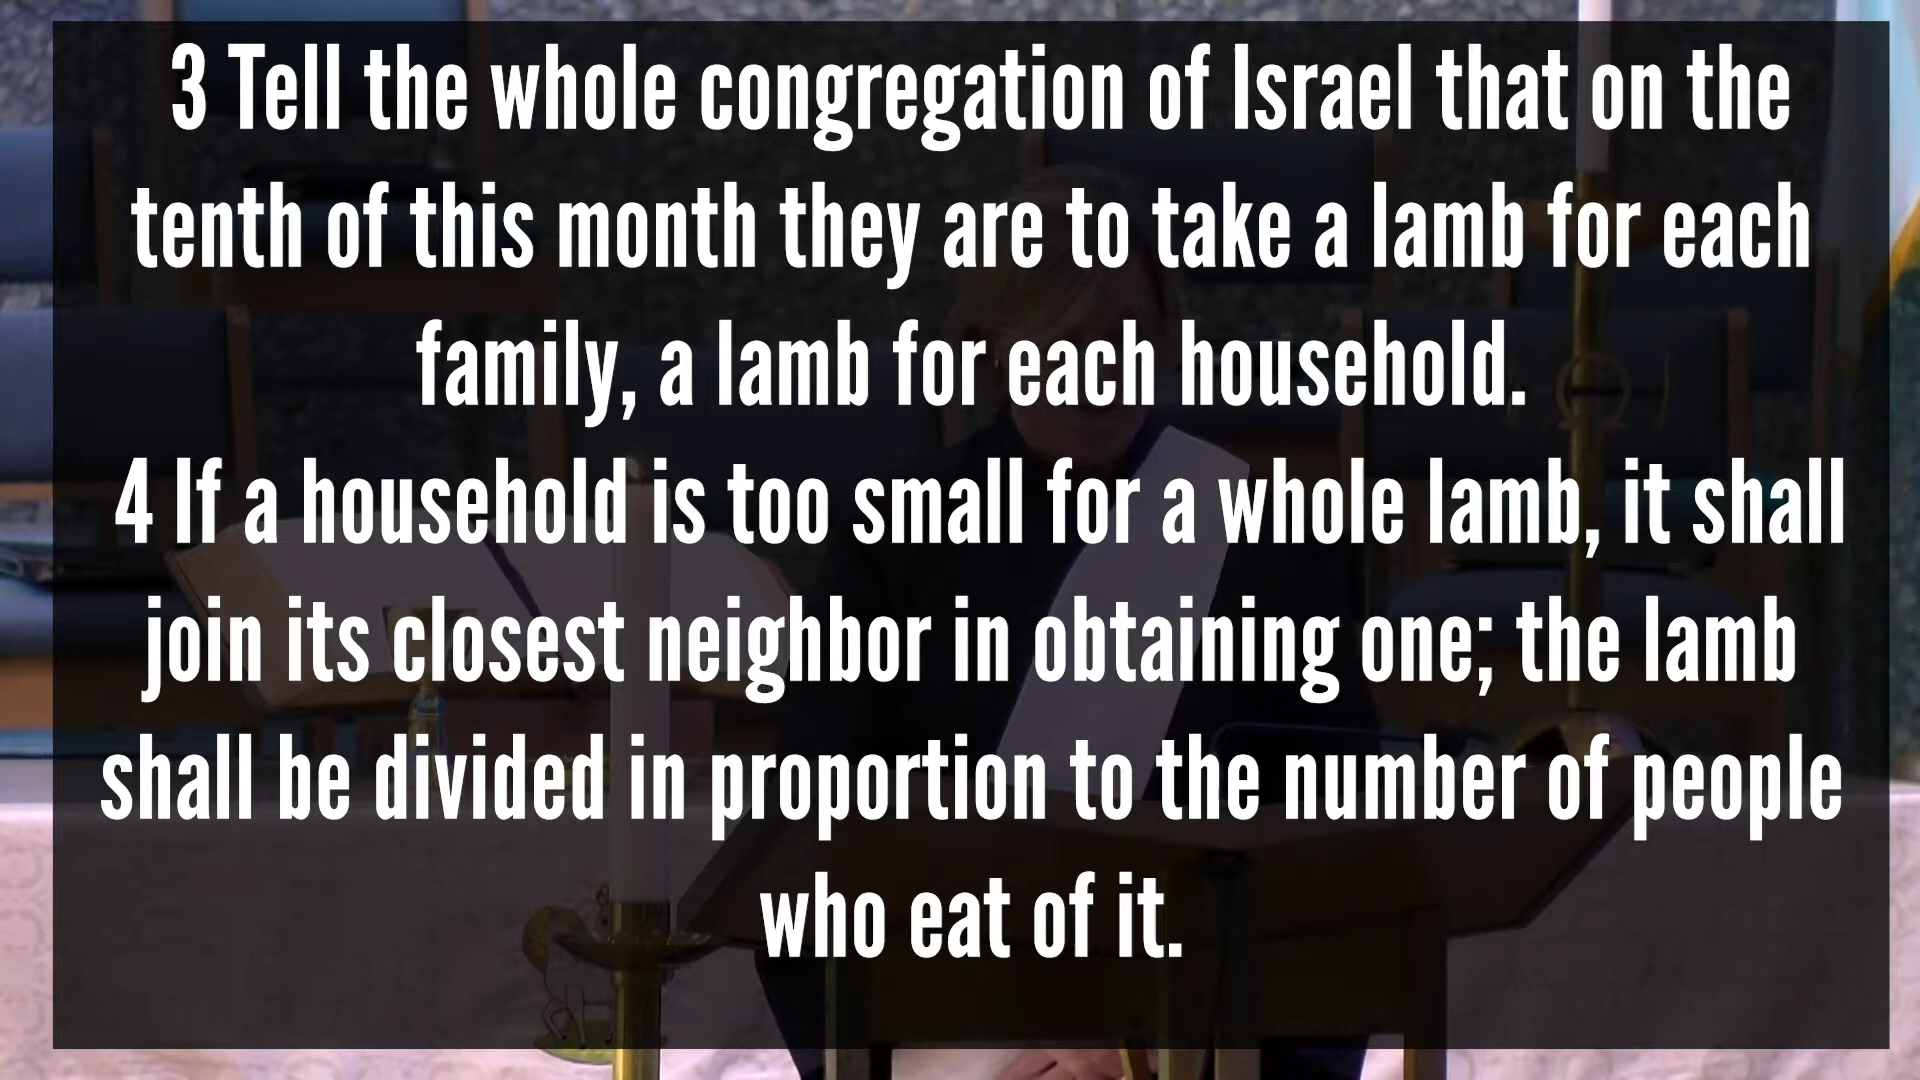 3 Tell the whole congregation of Israel that on the
tenth of this month they are to take a lamb for each
family, a lamb for each household.
4 If a household is too small for a whole lamb, it shall
join its closest neighbor in obtaining one; the lamb
shall be divided in proportion to the number of people
who eat of it.